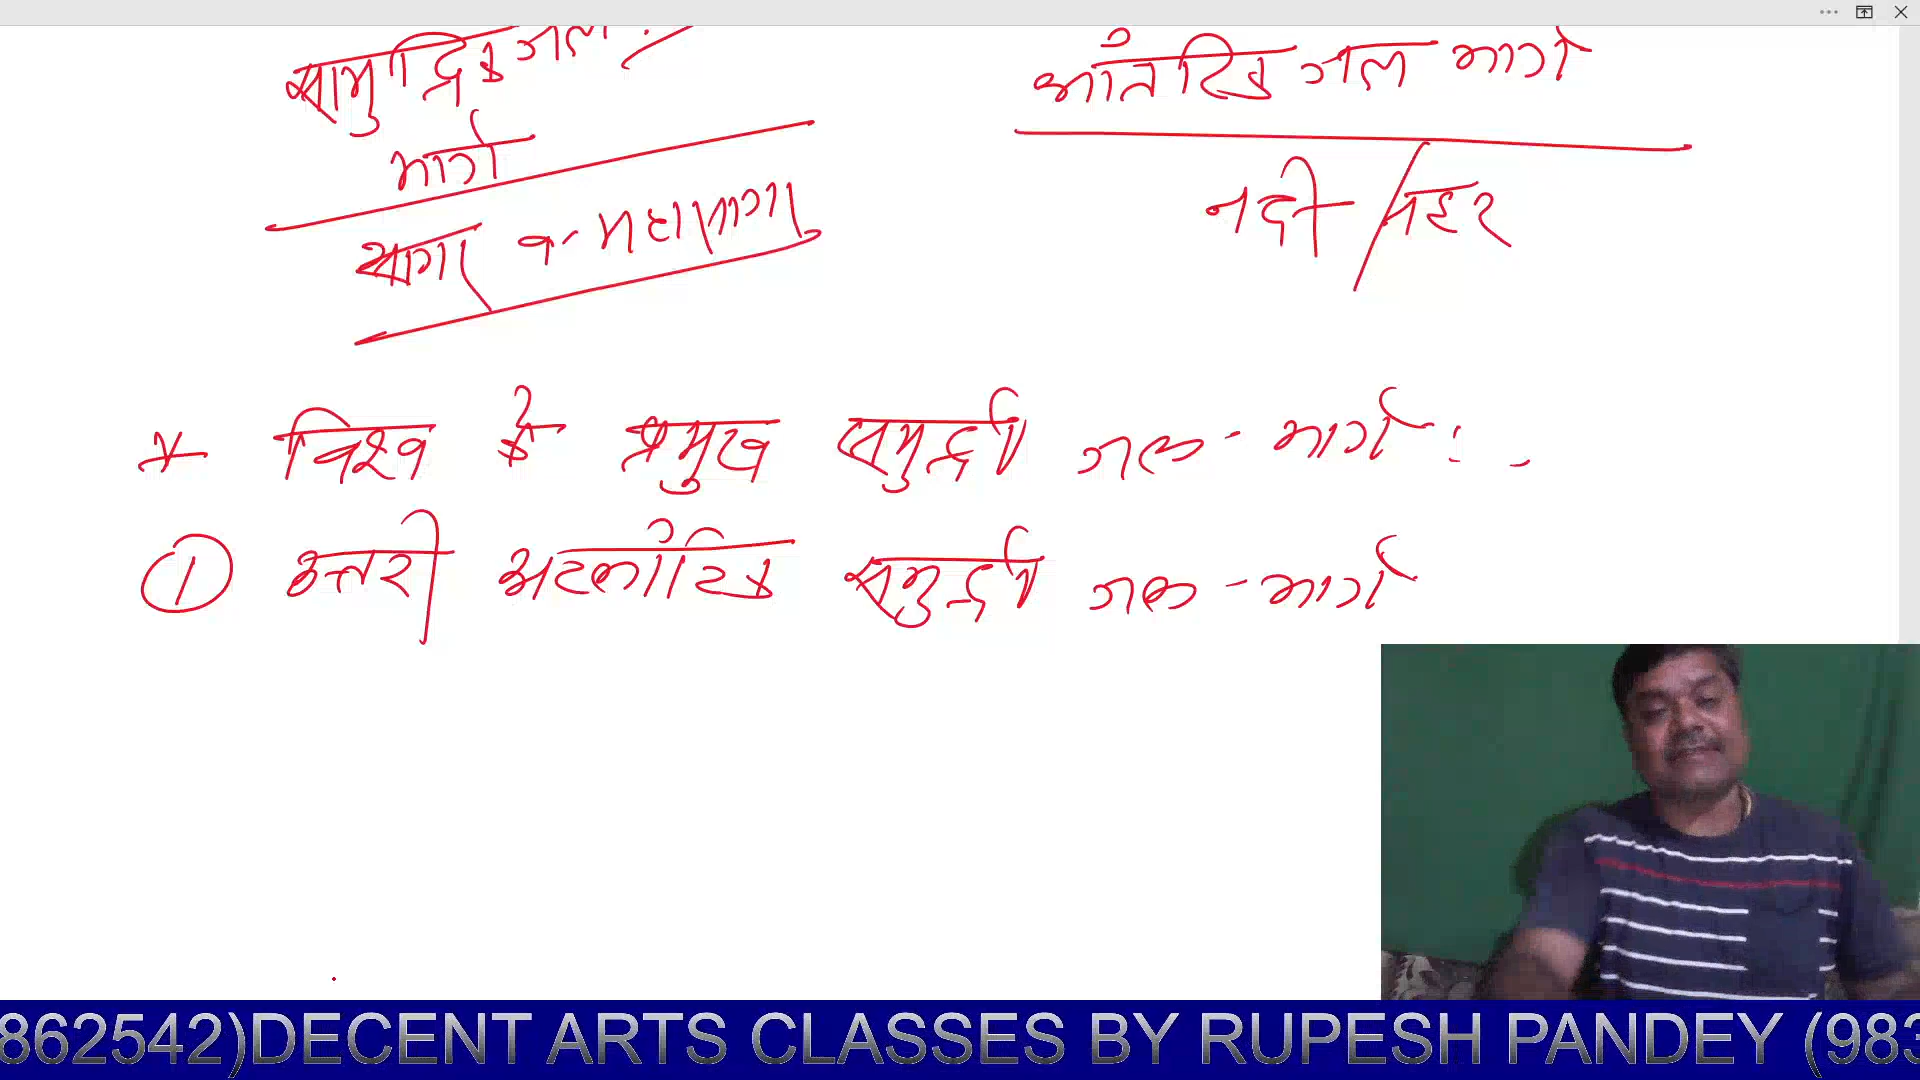 सामुद्रिक जल
मार्ग
सागर व महासागर
आंतरिक जल मार्ग
नदी / नहर
* विश्व के प्रमुख समुद्री जल - मार्ग : -
① उत्तरी अटलांटिक समुद्री जल - मार्ग
862542)DECENT ARTS CLASSES BY RUPESH PANDEY (983